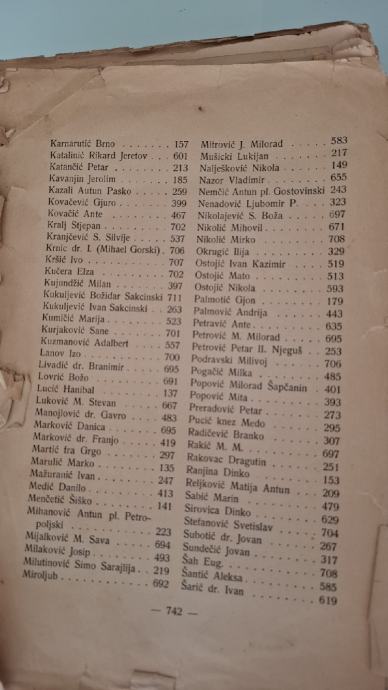 Karnarutić Brno . . . . . . . . 157
Katalinić Rikard Jeretov . . . 601
Katančić Petar . . . . . . . . 213
Kavanjin Jerolim . . . . . . . 185
Kazali Antun Pasko . . . . . . 259
Kovačević Gjuro . . . . . . . . 399
Kovačić Ante . . . . . . . . . 467
Kralj Stjepan . . . . . . . . . 702
Kranjčević S. Silvije . . . . . 537
Krnic dr. I. (Mihael Gorski) . 706
Kršić Ivo . . . . . . . . . . . 707
Kučera Elza . . . . . . . . . . 702
Kujundžić Milan . . . . . . . . 397
Kukuljević Božidar Sakcinski 711
Kukuljević Ivan Sakcinski . . 263
Kumičić Marija . . . . . . . . 523
Kurjaković Sane . . . . . . . . 701
Kuzmanović Adalbert . . . . . . 557
Lanov Izo . . . . . . . . . . . 700
Livadić dr. Branimir . . . . . 695
Lovrić Božo . . . . . . . . . . 691
Lucić Hanibal . . . . . . . . . 137
Luković M. Stevan . . . . . . . 667
Manojlović dr. Gavro . . . . . 483
Marković Danica . . . . . . . . 695
Marković dr. Franjo . . . . . . 419
Martić fra Grgo . . . . . . . . 297
Marulić Marko . . . . . . . . . 135
Mažuranić Ivan . . . . . . . . 247
Medić Danilo . . . . . . . . . 413
Menčetić Šiško . . . . . . . . 141
Mihanović Antun pl. Petro-
poljski . . . . . . . . . . . . 223
Mijalković M. Sava . . . . . . 694
Milaković Josip . . . . . . . . 493
Milutinović Simo Sarajlija . . 219
Miroljub . . . . . . . . . . . 692
Mitrović J. Milorad . . . . . . 583
Mušicki Lukijan . . . . . . . . 217
Nalješković Nikola . . . . . . 149
Nazor Vladimir . . . . . . . . 655
Nemčić Antun pl. Gostovinski 243
Nenadović Ljubomir P. . . . . . 323
Nikolajević S. Boža . . . . . . 697
Nikolić Mihovil . . . . . . . . 671
Nikolić Mirko . . . . . . . . . 708
Okrugić Ilija . . . . . . . . . 329
Ostojić Ivan Kazimir . . . . . 519
Ostojić Mato . . . . . . . . . 513
Ostojić Nikola . . . . . . . . 593
Palmotić Gjon . . . . . . . . . 179
Palmović Andrija . . . . . . . 443
Petravić Ante . . . . . . . . . 635
Petrović M. Milorad . . . . . . 695
Petrović Petar II. Njeguš . . . 253
Podravski Milivoj . . . . . . . 706
Pogačić Milka . . . . . . . . . 485
Popović Milorad Šapčanin . . . 401
Popović Mita . . . . . . . . . 393
Preradović Petar . . . . . . . 273
Pucić knez Medo . . . . . . . . 295
Radičević Branko . . . . . . . 307
Rakić M. M. . . . . . . . . . . 697
Rakovac Dragutin . . . . . . . 251
Ranjina Dinko . . . . . . . . . 153
Reljković Matija Antun . . . . 209
Sabić Marin . . . . . . . . . . 479
Sirovica Dinko . . . . . . . . 629
Stefanović Svetislav . . . . . 704
Subotić dr. Jovan . . . . . . . 267
Sundečić Jovan . . . . . . . . 317
Šah Eug. . . . . . . . . . . . 708
Šantić Aleksa . . . . . . . . . 585
Šarić dr. Ivan . . . . . . . . 619
— 742 —